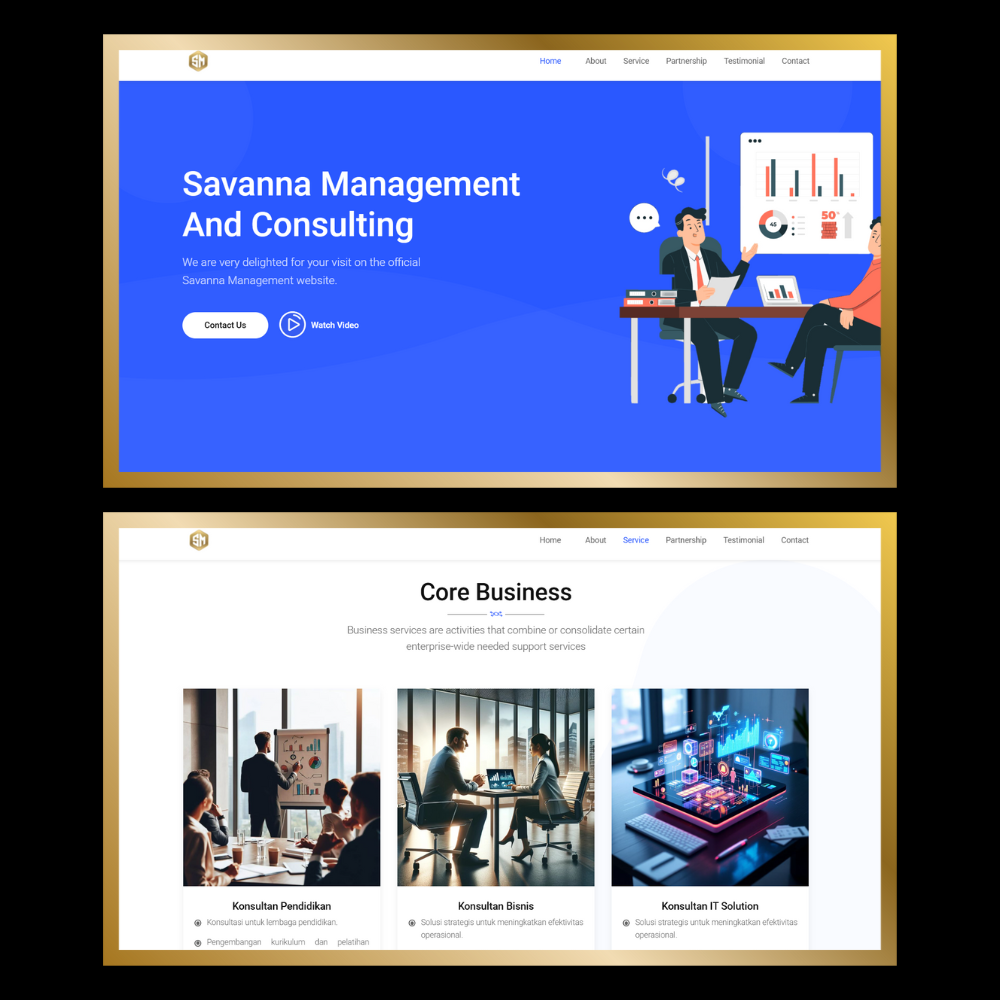 SM
Home About Service Partnership Testimonial Contact
Savanna Management
And Consulting
We are very delighted for your visit on the official
Savanna Management website.
Contact Us
Watch Video
50%
45
SM
Home About Service Partnership Testimonial Contact
Core Business
Business services are activities that combine or consolidate certain
enterprise-wide needed support services
Konsultan Pendidikan
Konsultasi untuk lembaga pendidikan.
Pengembangan kurikulum dan pelatihan
Konsultan Bisnis
Solusi strategis untuk meningkatkan efektivitas
operasional.
Konsultan IT Solution
Solusi strategis untuk meningkatkan efektivitas
operasional.